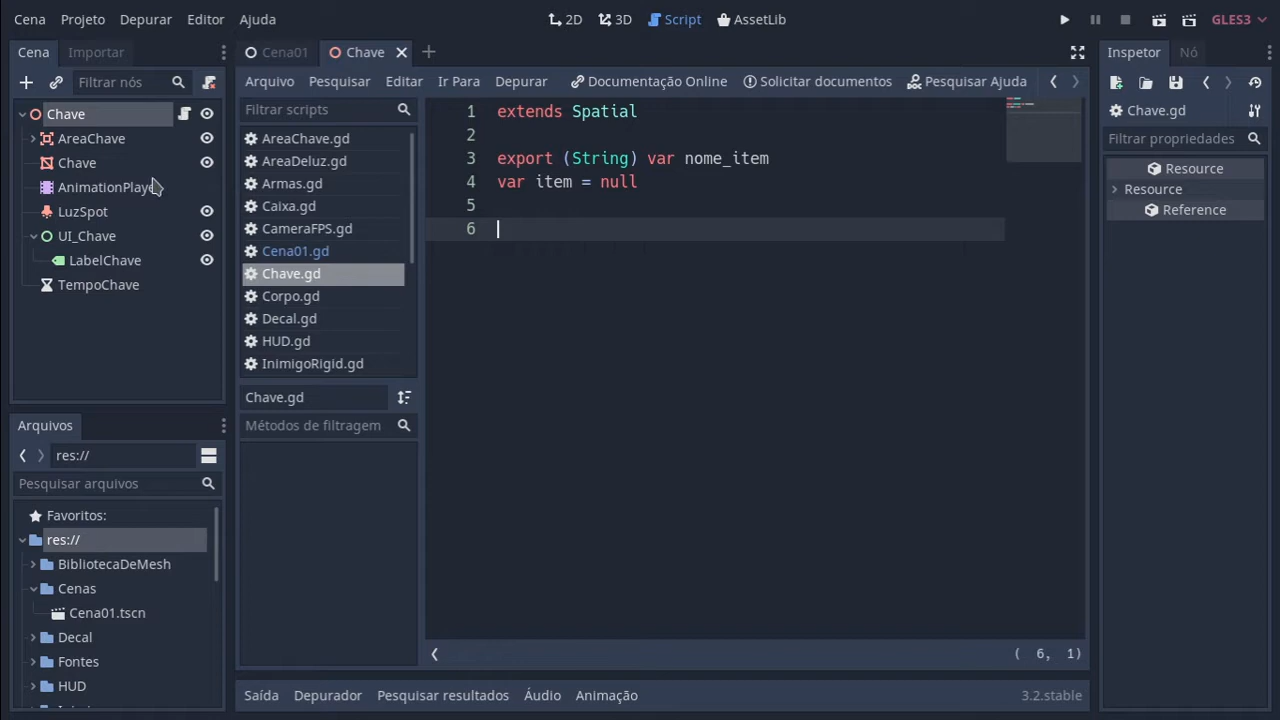 Cena Projeto Depurar Editor Ajuda 2D 3D Script AssetLib GLES3
Cena Importar
Filtrar nós
Chave
AreaChave
Chave
AnimationPlaye
LuzSpot
UI_Chave
LabelChave
TempoChave
Arquivos
res://
Pesquisar arquivos
Favoritos:
res://
BibliotecaDeMesh
Cenas
Cena01.tscn
Decal
Fontes
HUD
Cena01 Chave
Arquivo Pesquisar Editar Ir Para Depurar Documentação Online Solicitar documentos Pesquisar Ajuda
Filtrar scripts
AreaChave.gd
AreaDeluz.gd
Armas.gd
Caixa.gd
CameraFPS.gd
Cena01.gd
Chave.gd
Corpo.gd
Decal.gd
HUD.gd
InimigoRigid.gd
Chave.gd
Métodos de filtragem
1 extends Spatial
2
3 export (String) var nome_item
4 var item = null
5
6
( 6, 1)
Saída Depurador Pesquisar resultados Áudio Animação 3.2.stable
Inspetor Nó
Chave.gd
Filtrar propriedades
Resource
Resource
Reference